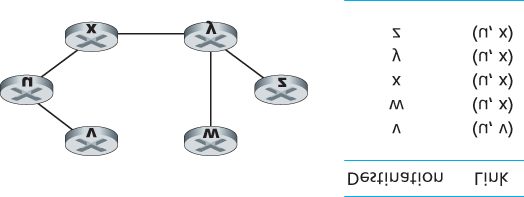 v w
u z
x y
Destination Link
v (u, v)
w (u, x)
x (u, x)
y (u, x)
z (u, x)